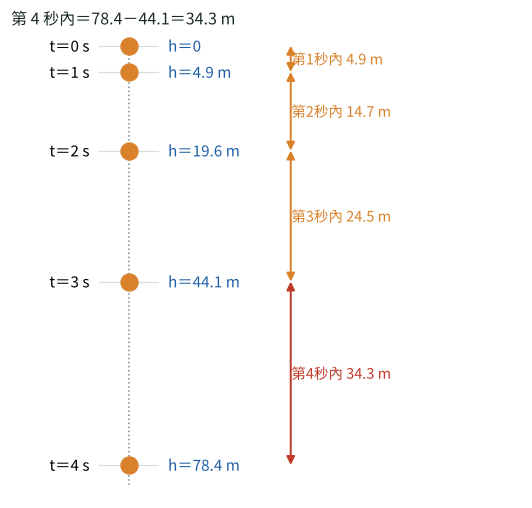 第 4 秒內＝78.4－44.1＝34.3 m
t＝0 s h＝0
第1秒內 4.9 m
t＝1 s h＝4.9 m
第2秒內 14.7 m
t＝2 s h＝19.6 m
第3秒內 24.5 m
t＝3 s h＝44.1 m
第4秒內 34.3 m
t＝4 s h＝78.4 m